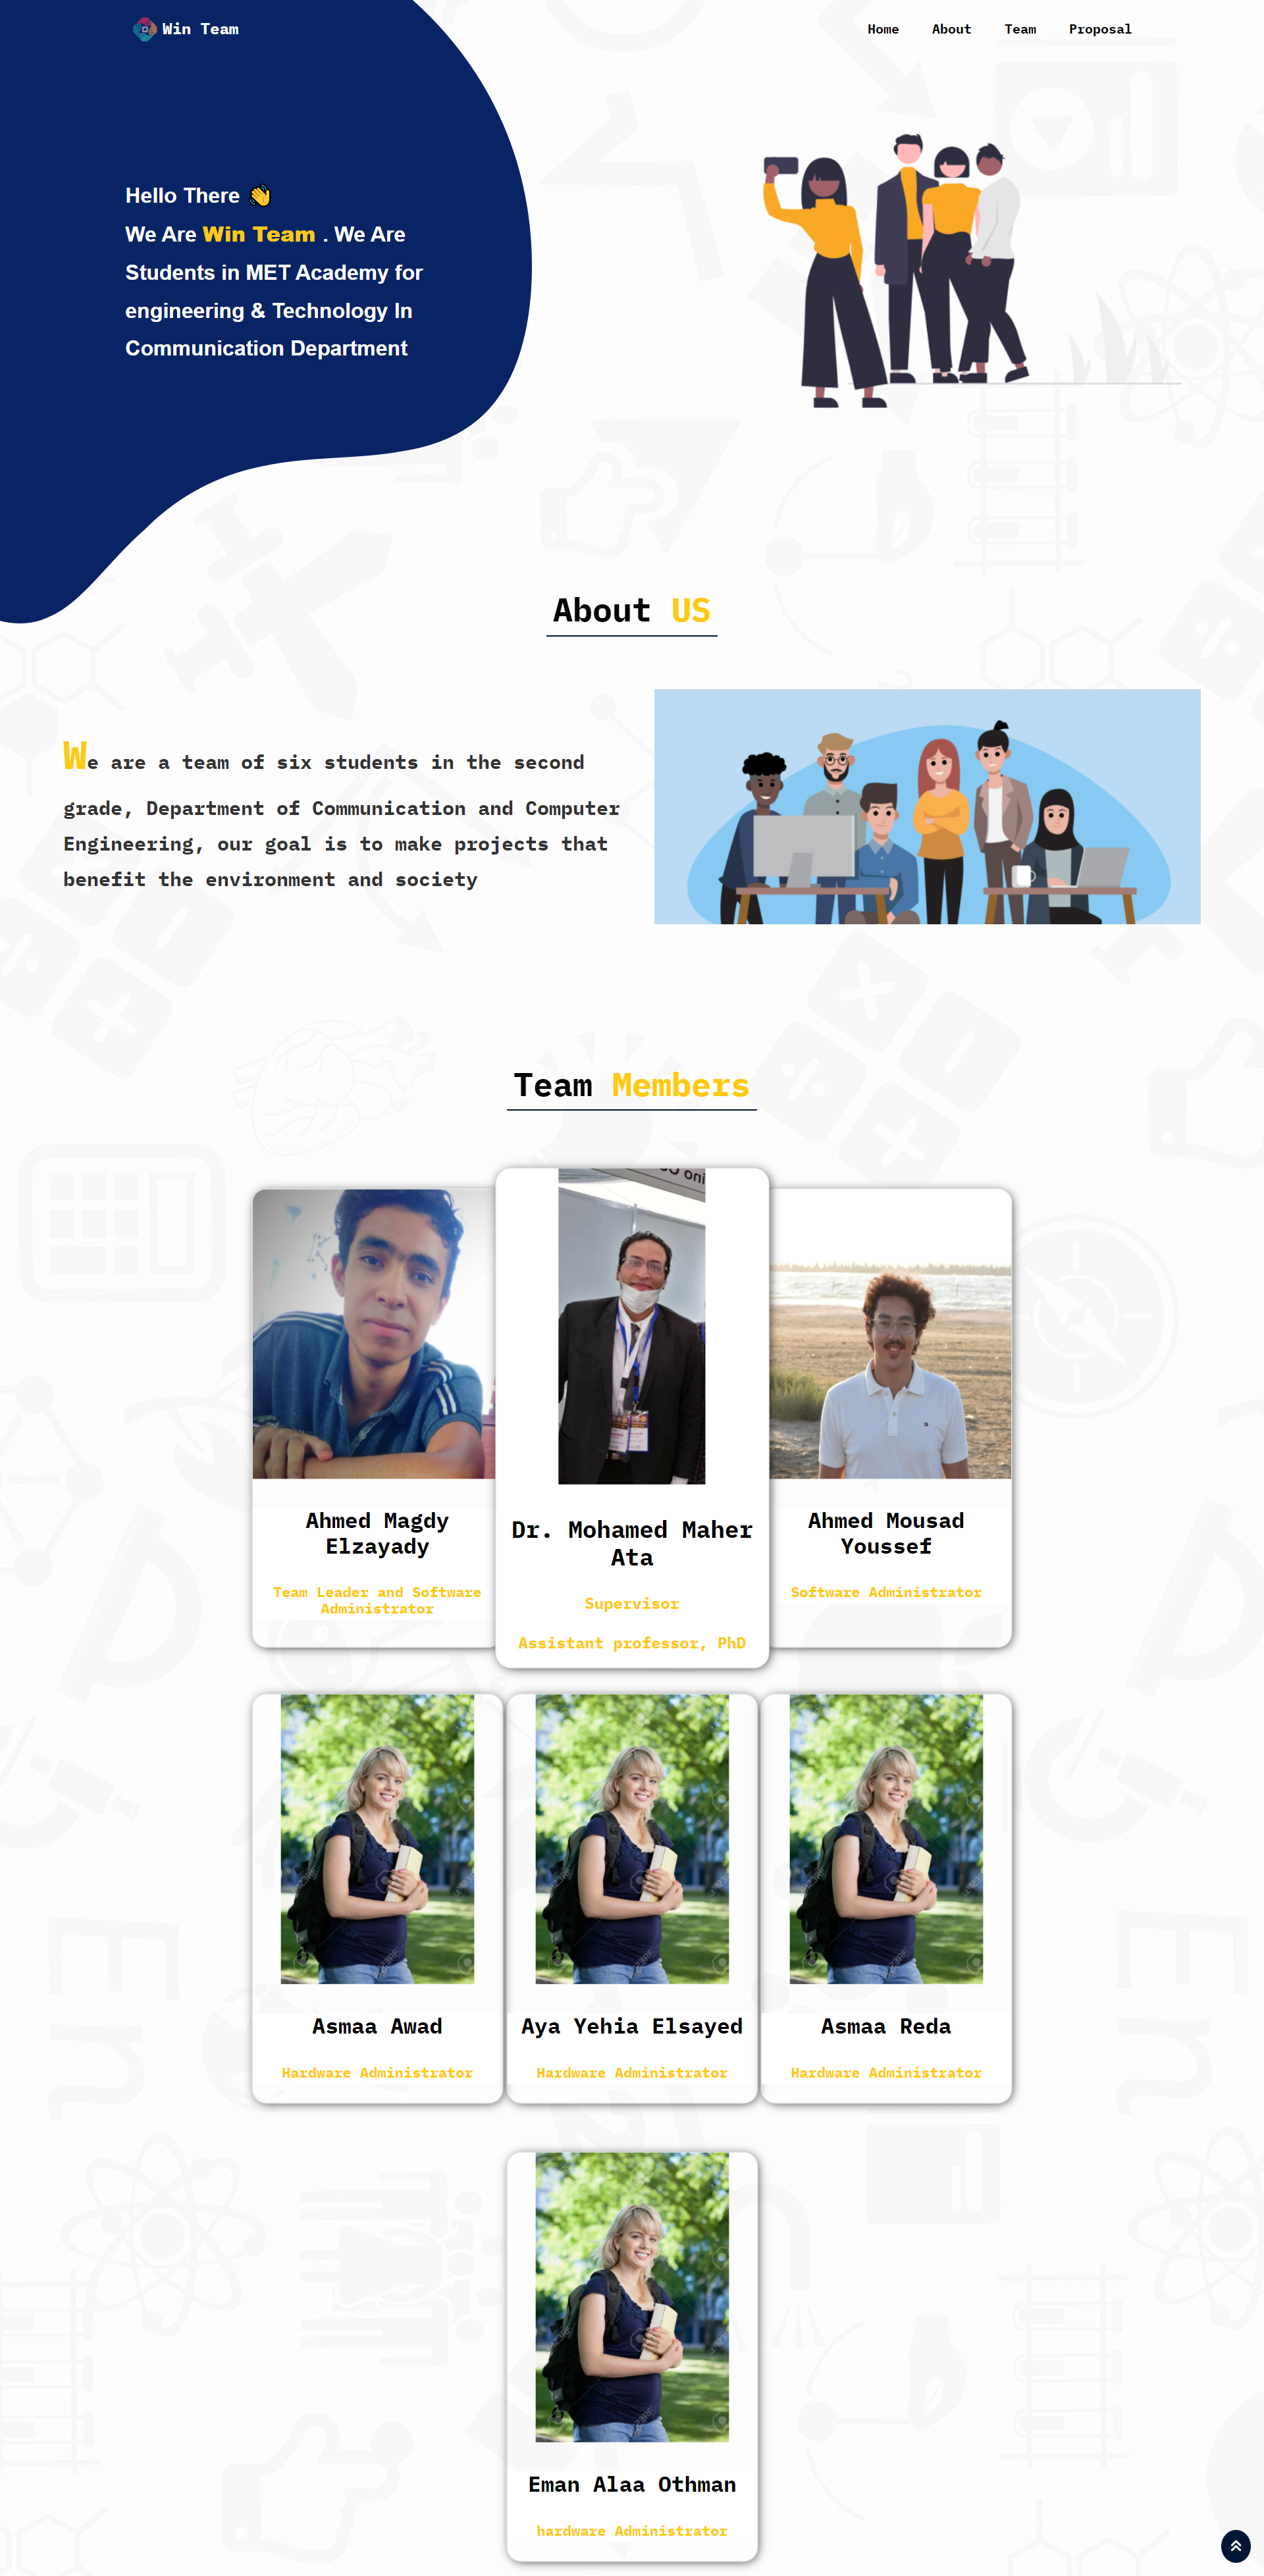 Win Team
Home About Team Proposal
Hello There 👋
We Are Win Team . We Are
Students in MET Academy for
engineering & Technology In
Communication Department
About US
We are a team of six students in the second
grade, Department of Communication and Computer
Engineering, our goal is to make projects that
benefit the environment and society
Team Members
Ahmed Magdy
Elzayady
Team Leader and Software
Administrator
Dr. Mohamed Maher
Ata
Supervisor
Assistant professor, PhD
Ahmed Mousad
Youssef
Software Administrator
Asmaa Awad
Hardware Administrator
Aya Yehia Elsayed
Hardware Administrator
Asmaa Reda
Hardware Administrator
Eman Alaa Othman
hardware Administrator
En
En